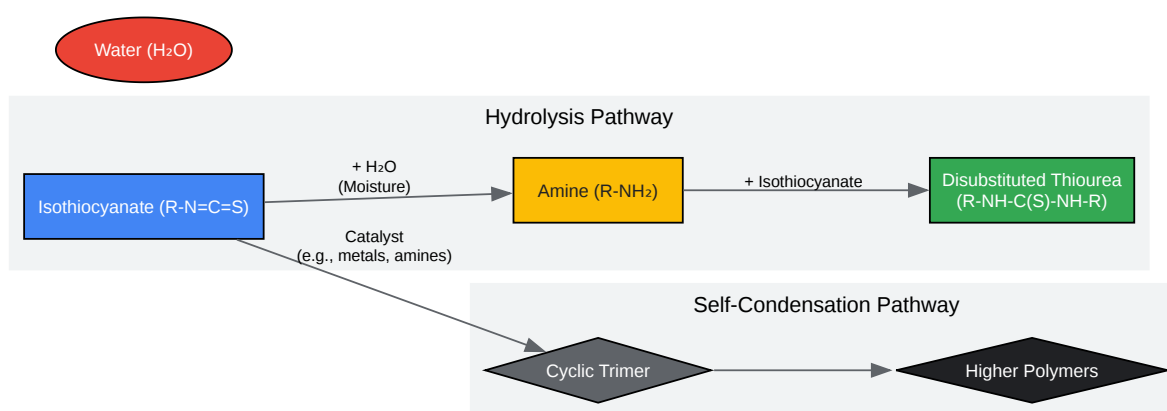 Water (H₂O)
Hydrolysis Pathway
+ H₂O
(Moisture)
Isothiocyanate (R-N=C=S)
Amine (R-NH₂)
+ Isothiocyanate
Disubstituted Thiourea
(R-NH-C(S)-NH-R)
Catalyst
(e.g., metals, amines)
Self-Condensation Pathway
Cyclic Trimer
Higher Polymers